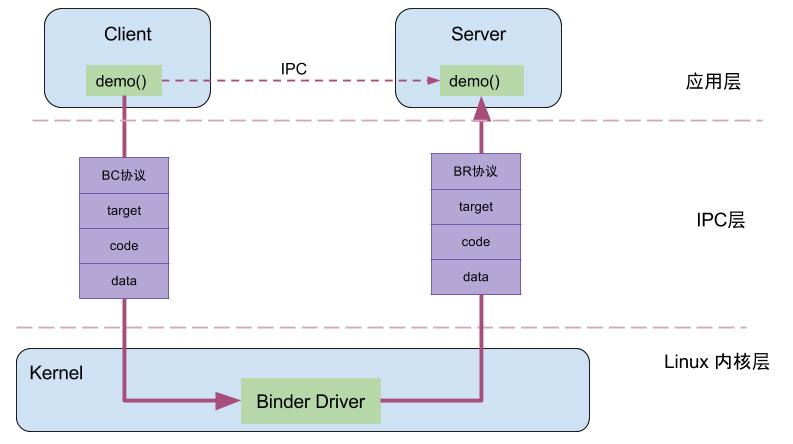 Client
Server
demo()
IPC
demo()
应用层
BC协议
target
code
data
BR协议
target
code
data
IPC层
Kernel
Binder Driver
Linux 内核层